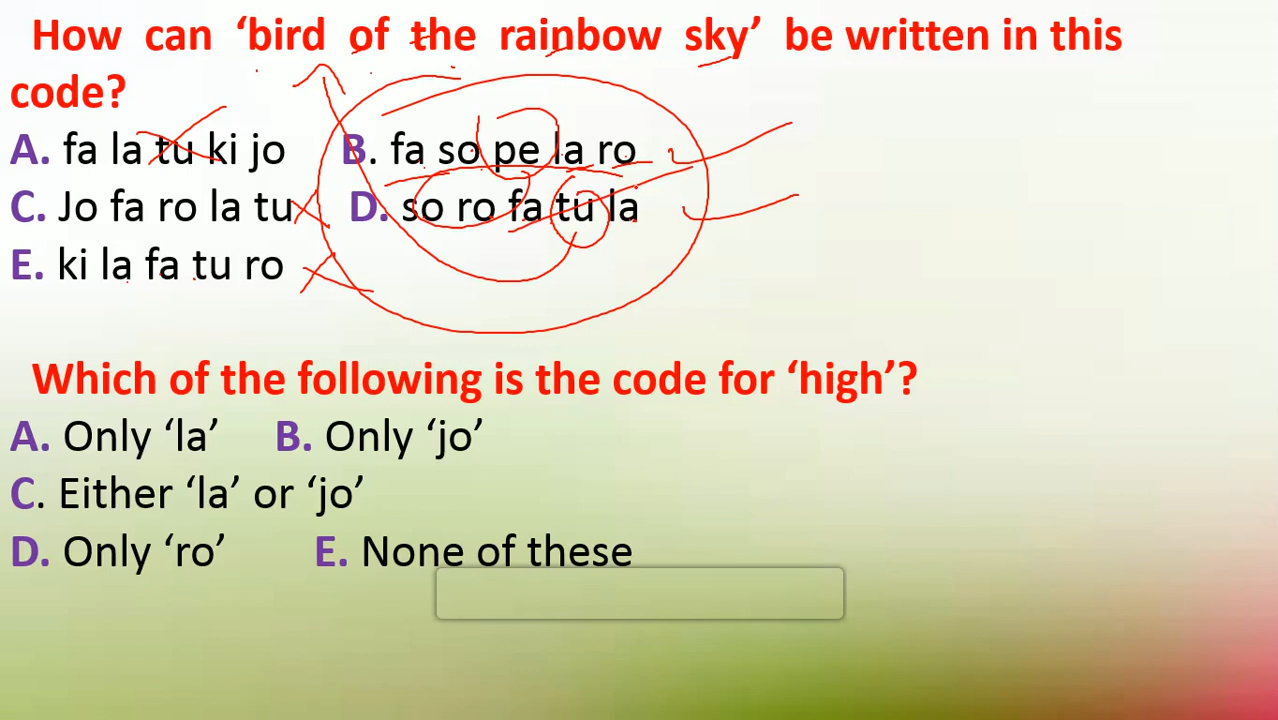 How can ‘bird of the rainbow sky’ be written in this
code?
A. fa la tu ki jo B. fa so pe la ro
C. Jo fa ro la tu D. so ro fa tu la
E. ki la fa tu ro
Which of the following is the code for ‘high’?
A. Only ‘la’ B. Only ‘jo’
C. Either ‘la’ or ‘jo’
D. Only ‘ro’ E. None of these